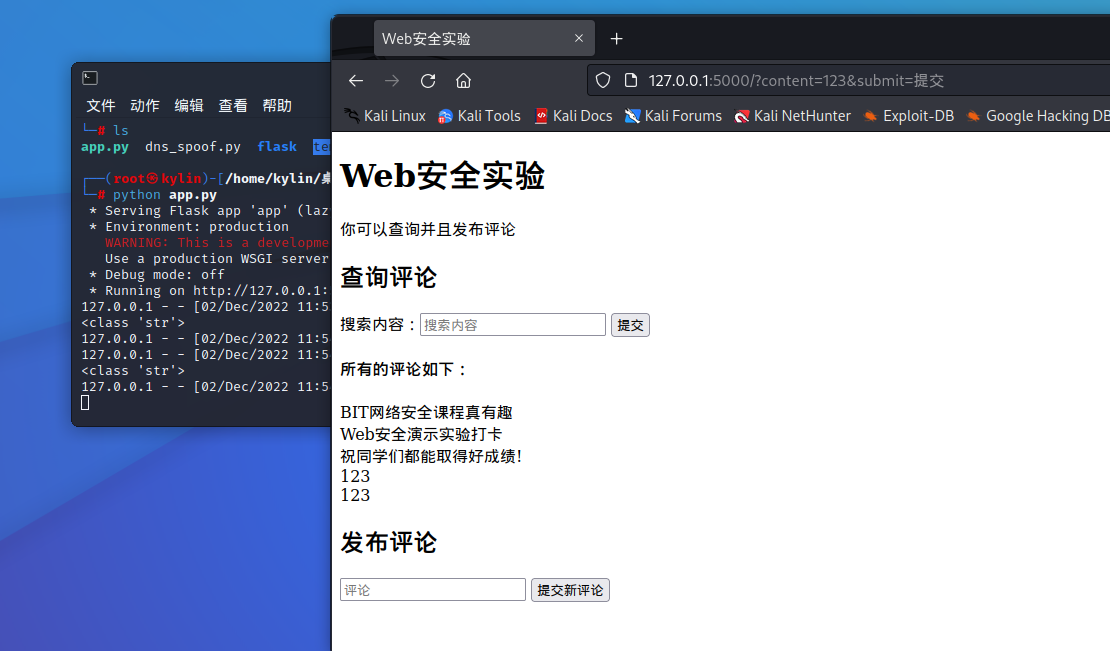 Web安全实验
127.0.0.1:5000/?content=123&submit=提交
Kali Linux Kali Tools Kali Docs Kali Forums Kali NetHunter Exploit-DB Google Hacking DB
文件 动作 编辑 查看 帮助
└─# ls
app.py dns_spoof.py flask
┌──(root㉿kylin)-[/home/kylin/
└─# python app.py
* Serving Flask app 'app' (laz
* Environment: production
WARNING: This is a developme
Use a production WSGI server
* Debug mode: off
* Running on http://127.0.0.1:
127.0.0.1 - - [02/Dec/2022 11:5
<class 'str'>
127.0.0.1 - - [02/Dec/2022 11:5
127.0.0.1 - - [02/Dec/2022 11:5
<class 'str'>
127.0.0.1 - - [02/Dec/2022 11:5
Web安全实验
你可以查询并且发布评论
查询评论
搜索内容：搜索内容 提交
所有的评论如下：
BIT网络安全课程真有趣
Web安全演示实验打卡
祝同学们都能取得好成绩!
123
123
发布评论
评论 提交新评论